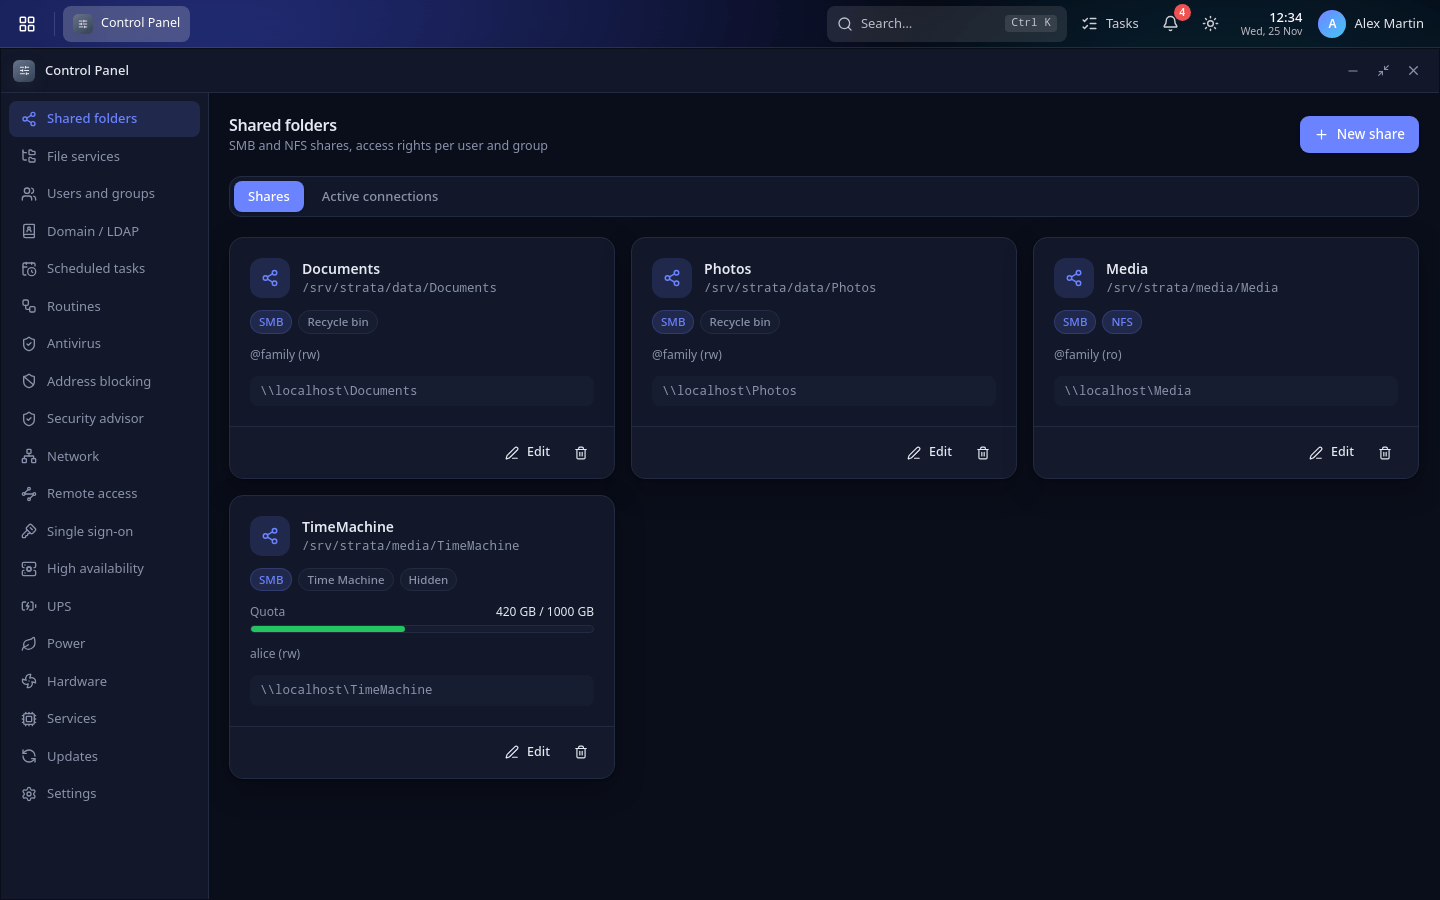 Control Panel
Search...
Ctrl K
Tasks
4
12:34
Wed, 25 Nov
A
Alex Martin
Control Panel
Shared folders
File services
Users and groups
Domain / LDAP
Scheduled tasks
Routines
Antivirus
Address blocking
Security advisor
Network
Remote access
Single sign-on
High availability
UPS
Power
Hardware
Services
Updates
Settings
Shared folders
SMB and NFS shares, access rights per user and group
New share
Shares
Active connections
Documents
/srv/strata/data/Documents
SMB
Recycle bin
@family (rw)
\\localhost\Documents
Edit
Photos
/srv/strata/data/Photos
SMB
Recycle bin
@family (rw)
\\localhost\Photos
Edit
Media
/srv/strata/media/Media
SMB
NFS
@family (ro)
\\localhost\Media
Edit
TimeMachine
/srv/strata/media/TimeMachine
SMB
Time Machine
Hidden
Quota
420 GB / 1000 GB
alice (rw)
\\localhost\TimeMachine
Edit